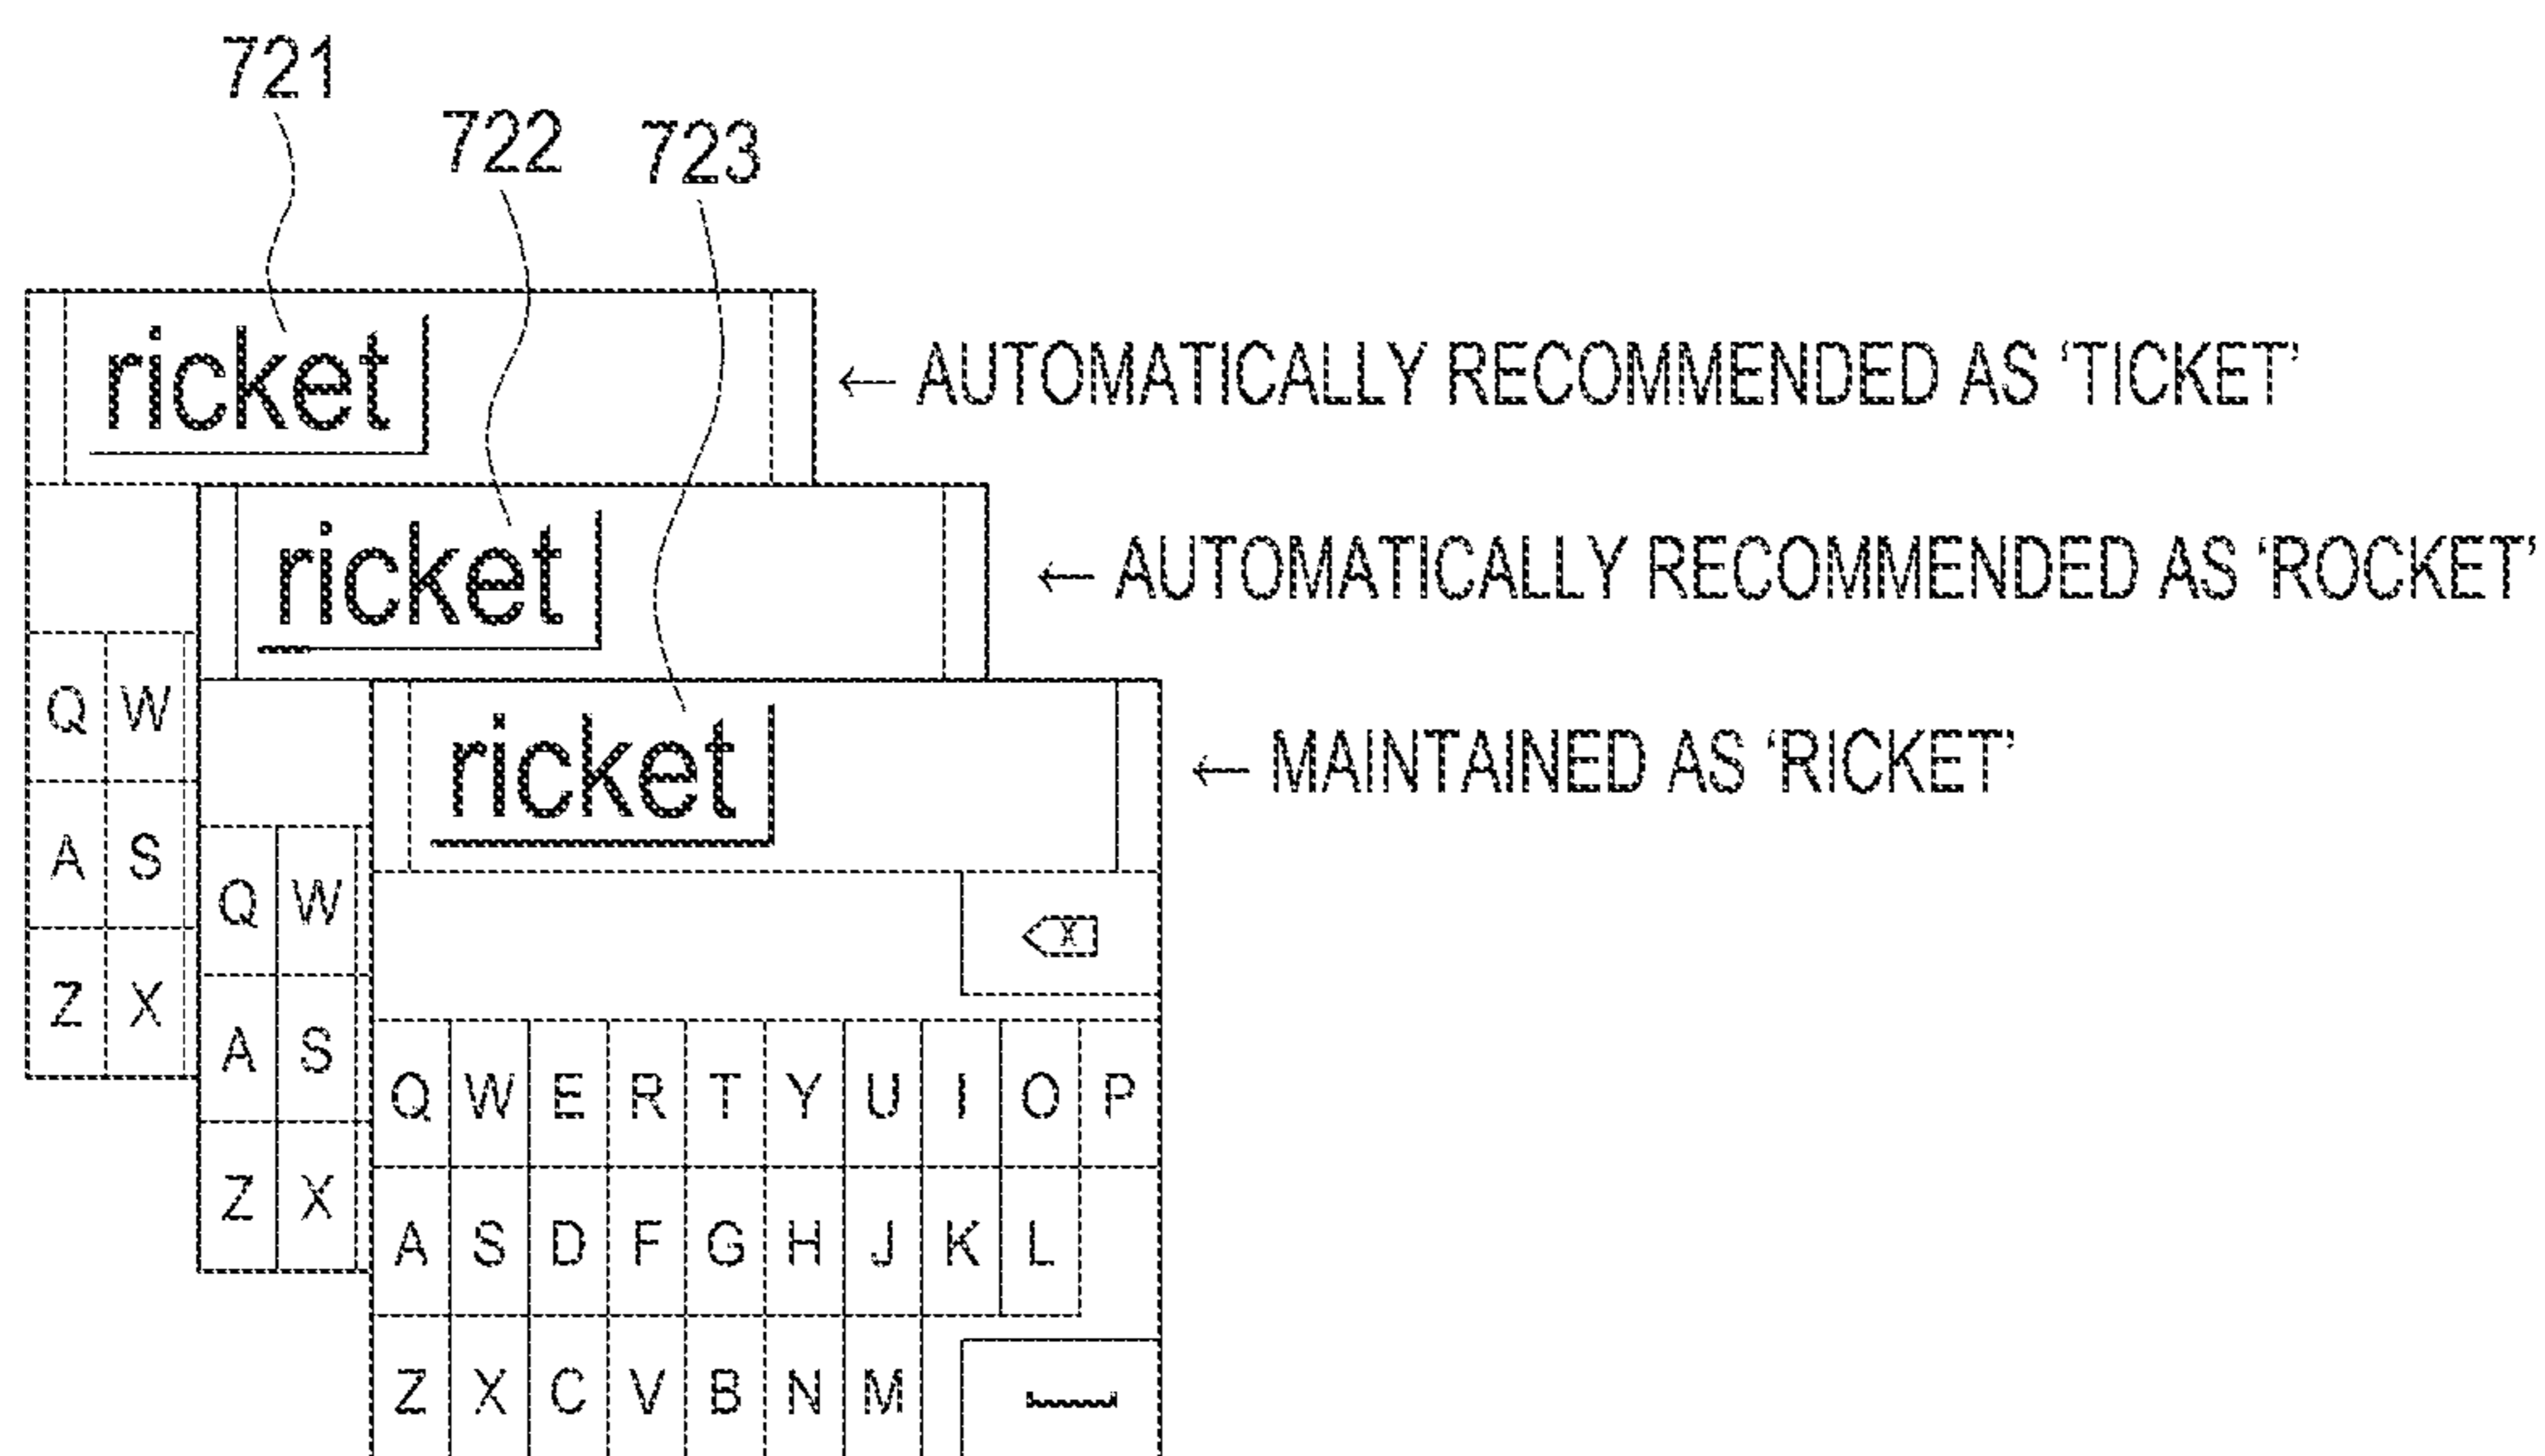 721
722
723
ricket
← AUTOMATICALLY RECOMMENDED AS ‘TICKET’
ricket
← AUTOMATICALLY RECOMMENDED AS ‘ROCKET’
ricket
← MAINTAINED AS ‘RICKET’
Q W
A S
Z X
Q W
A S
Z X
X
Q W E R T Y U I O P
A S D F G H J K L
Z X C V B N M